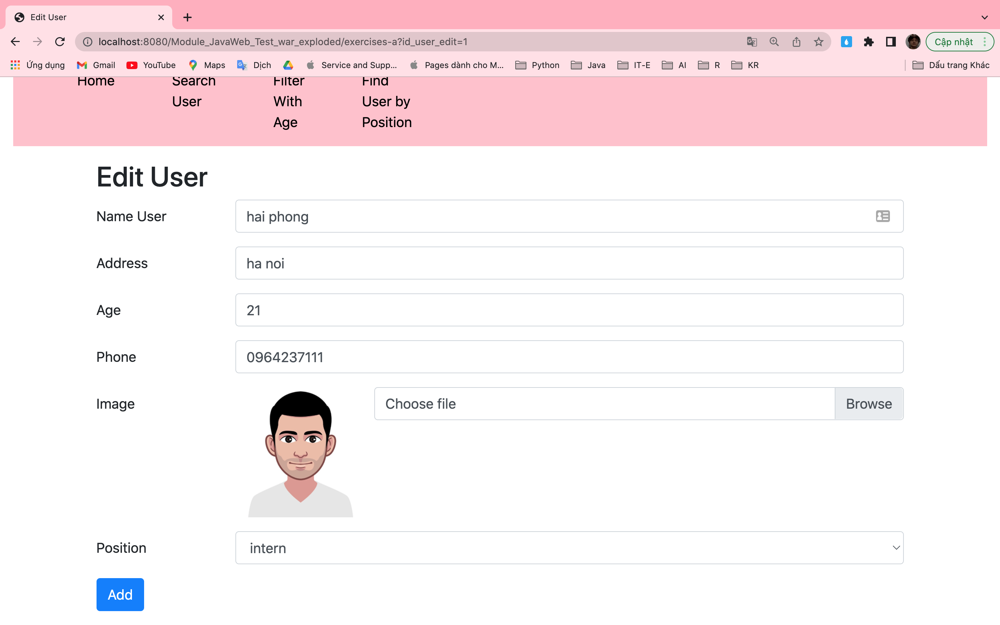 Edit User
localhost:8080/Module_JavaWeb_Test_war_exploded/exercises-a?id_user_edit=1
Cập nhật
Ứng dụng Gmail YouTube Maps Dịch Service and Supp... Pages dành cho M... Python Java IT-E AI R KR Dấu trang Khác
Home Search Filter Find
User With User by
Age Position
Edit User
Name User hai phong
Address ha noi
Age 21
Phone 0964237111
Image Choose file Browse
Position intern
Add